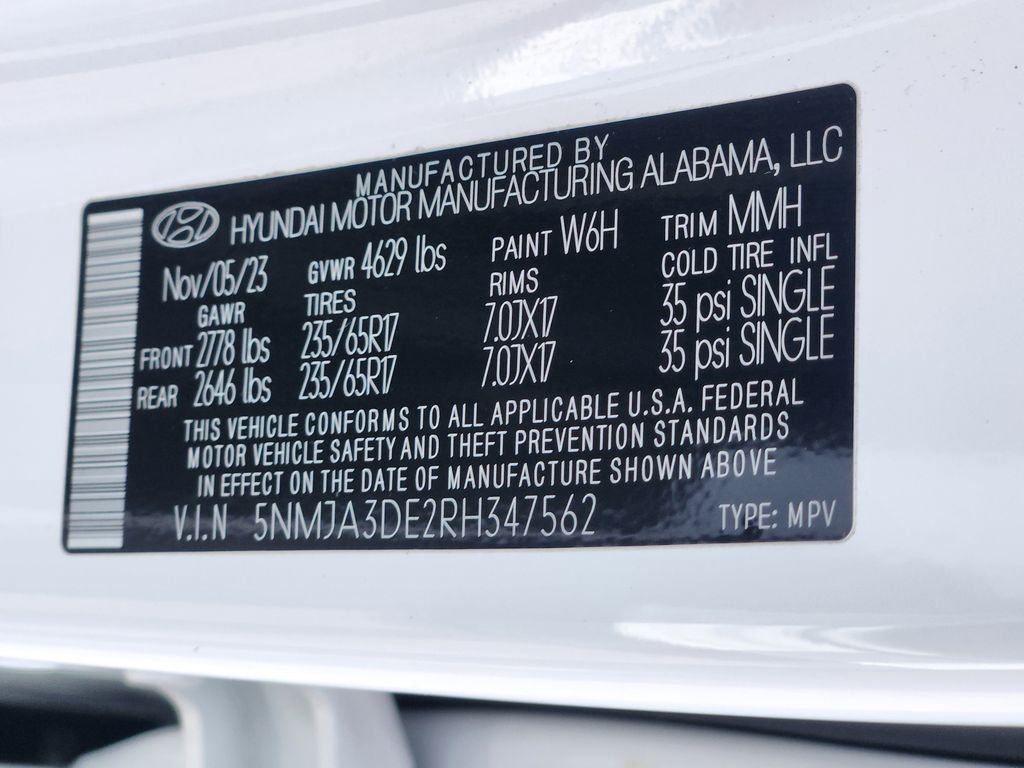 MANUFACTURED BY
HYUNDAI MOTOR MANUFACTURING ALABAMA, LLC
Nov/05/23 GVWR 4629 lbs PAINT W6H TRIM MMH
GAWR TIRES RIMS COLD TIRE INFL
FRONT 2778 lbs 235/65R17 7.0JX17 35 psi SINGLE
REAR 2646 lbs 235/65R17 7.0JX17 35 psi SINGLE
THIS VEHICLE CONFORMS TO ALL APPLICABLE U.S.A. FEDERAL
MOTOR VEHICLE SAFETY AND THEFT PREVENTION STANDARDS
IN EFFECT ON THE DATE OF MANUFACTURE SHOWN ABOVE
V.I.N 5NMJA3DE2RH347562 TYPE: MPV